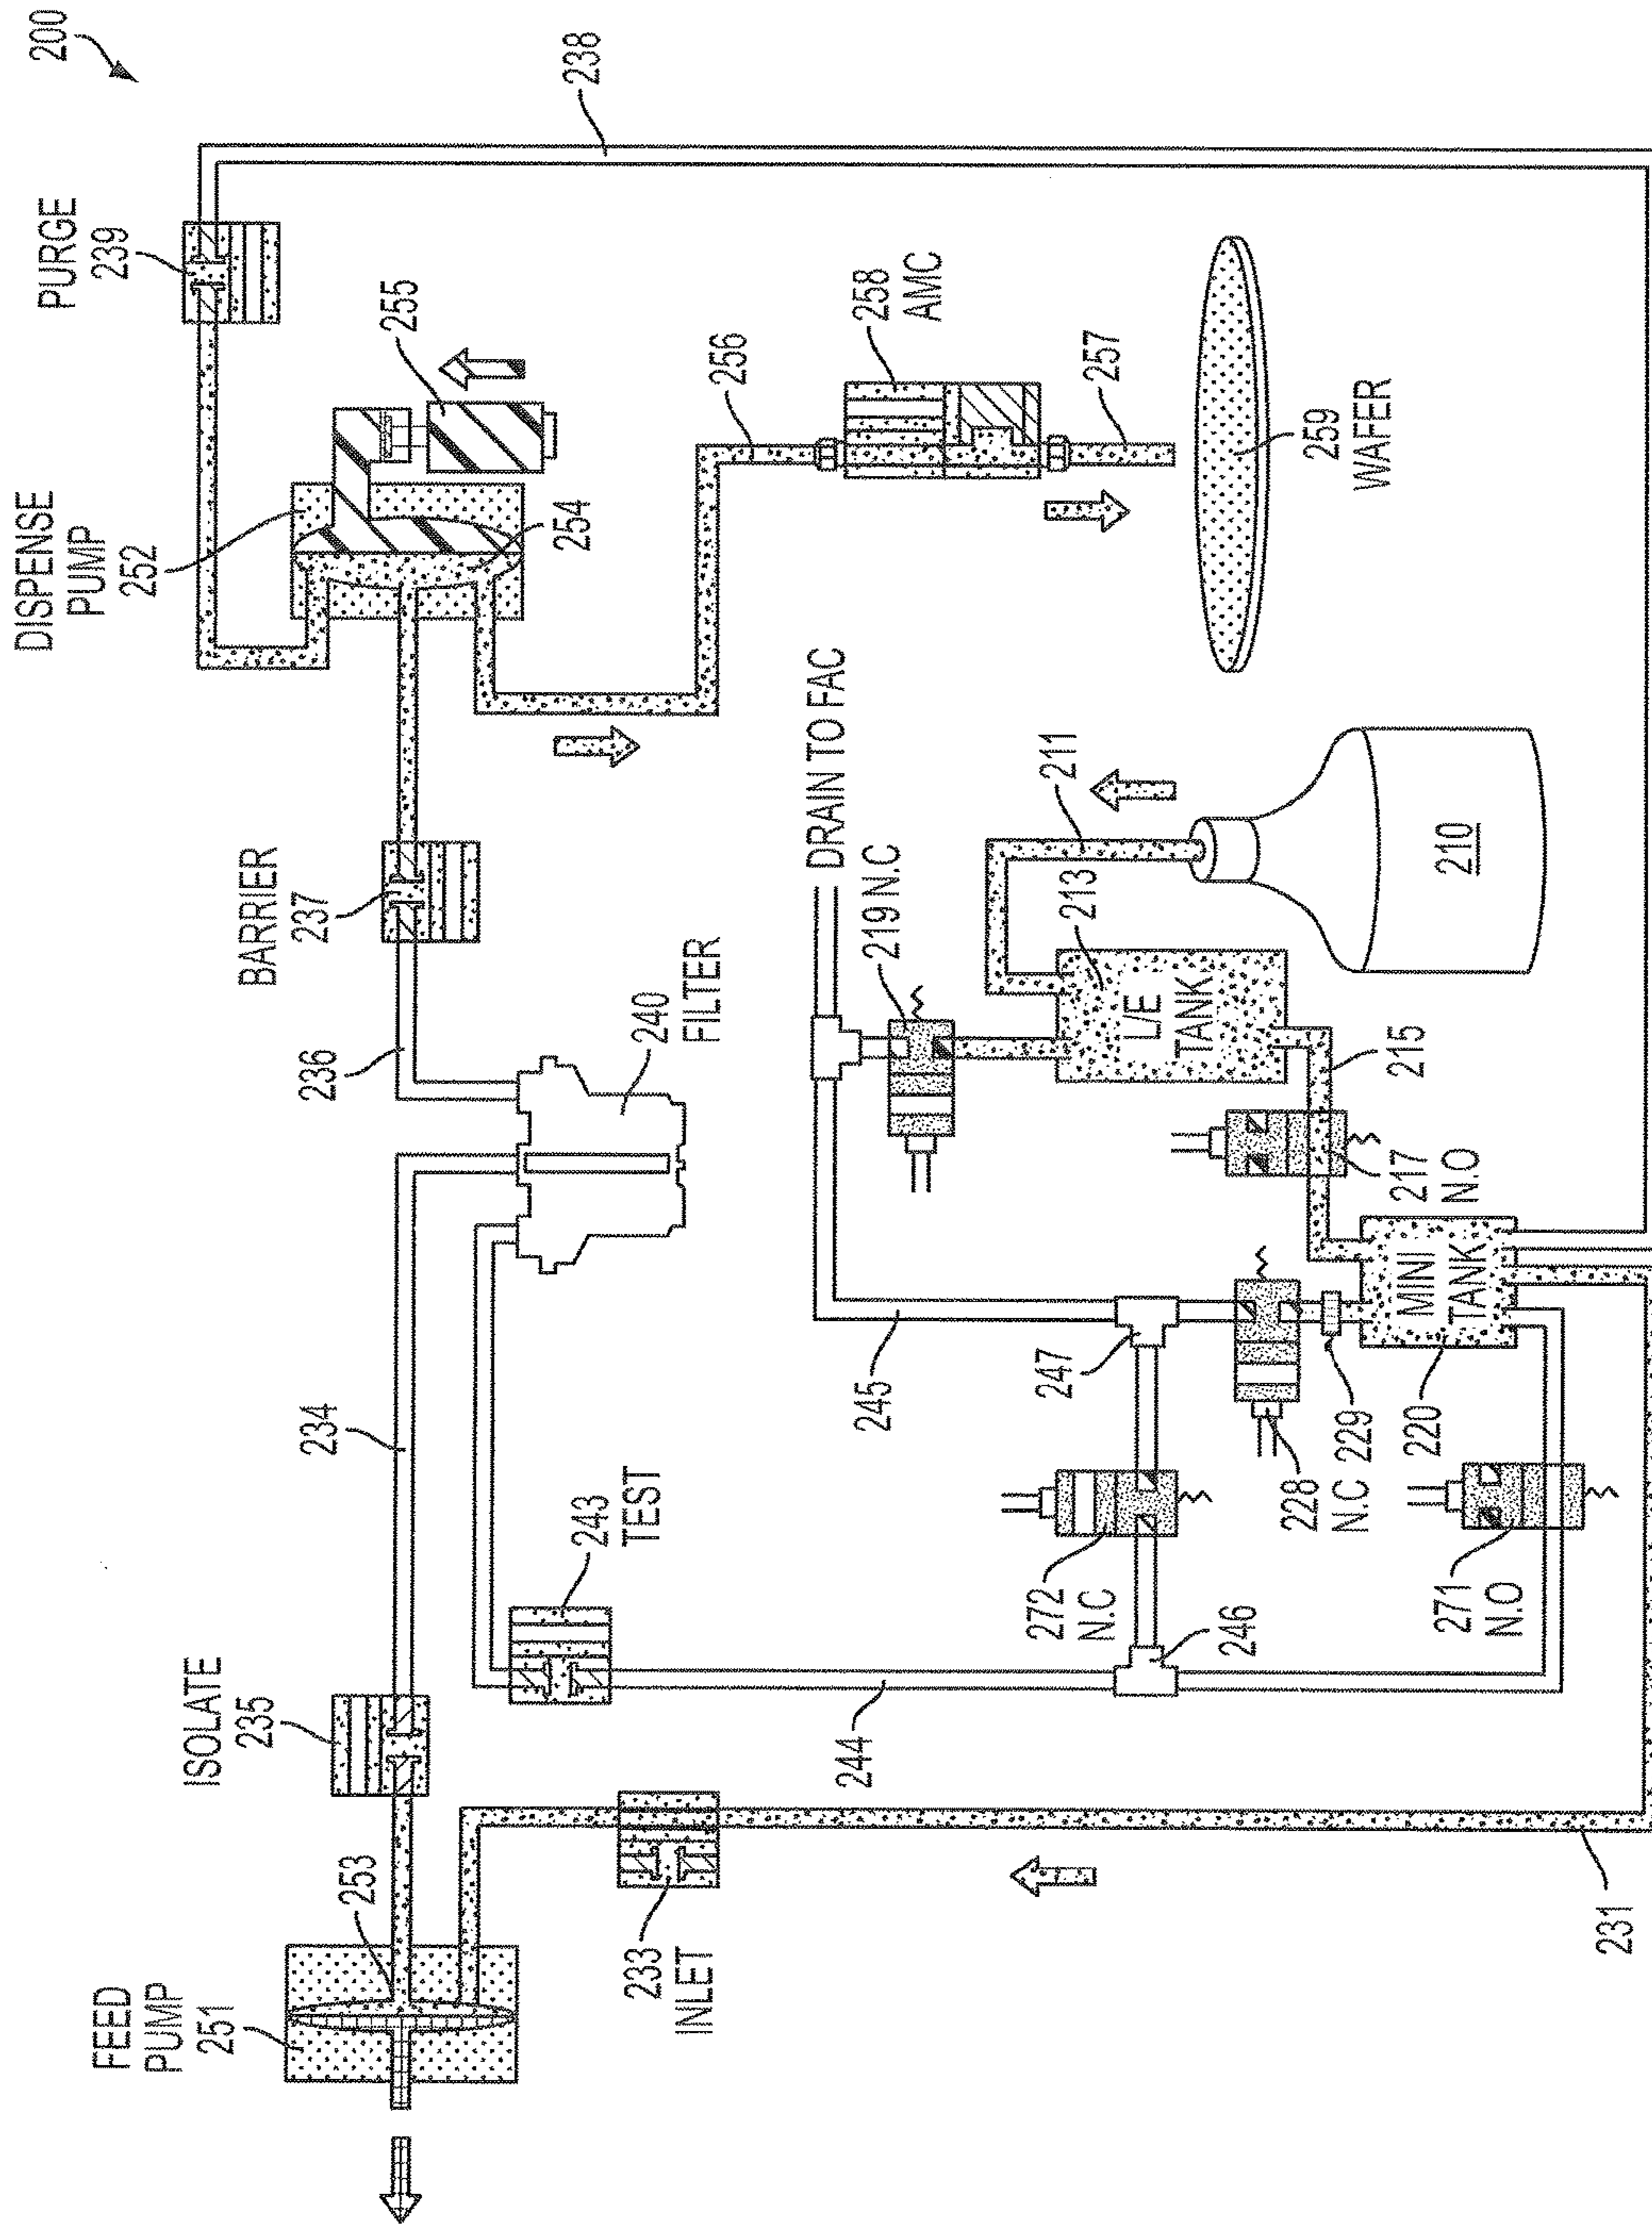 200
PURGE
239
238
DISPENSE
PUMP
252
255
254
256
258
AMC
257
259
WAFER
BARRIER
237
236
240
FILTER
DRAIN TO FAC
219 N.C
211
213
L/E
TANK
210
215
217
N.O
ISOLATE
235
234
243
TEST
245
247
272
N.C
246
244
228
N.C
229
220
MINI
TANK
271
N.O
FEED
PUMP
251
253
233
INLET
231